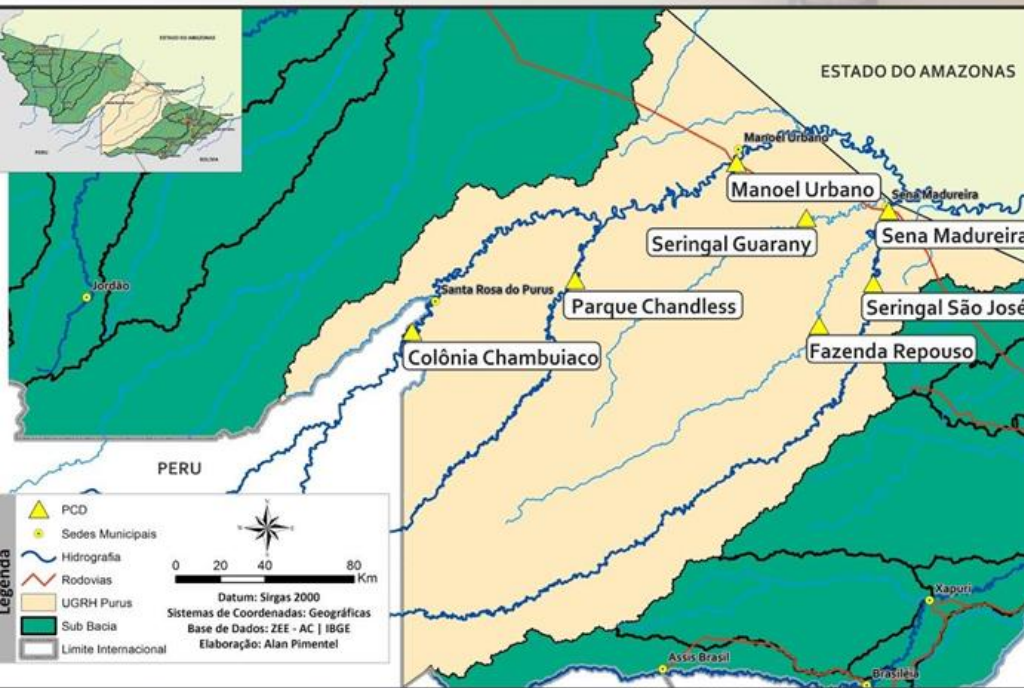 ESTADO DO AMAZONAS
PERU
BOLIVIA
ESTADO DO AMAZONAS
Manoel Urbano
Manoel Urbano
Sena Madureira
Sena Madureira
Seringal Guarany
Jordão
Santa Rosa do Purus
Parque Chandless
Seringal São José
Colônia Chambuiaco
Fazenda Repouso
PERU
Legenda
PCD
Sedes Municipais
Hidrografia
Rodovias
UGRH Purus
Sub Bacia
Limite Internacional
N
0 20 40 80
Km
Datum: Sirgas 2000
Sistemas de Coordenadas: Geográficas
Base de Dados: ZEE - AC | IBGE
Elaboração: Alan Pimentel
Xapuri
Assis Brasil
Brasiléia